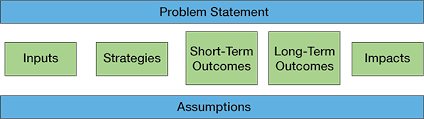 Problem Statement
Inputs
Strategies
Short-Term
Outcomes
Long-Term
Outcomes
Impacts
Assumptions